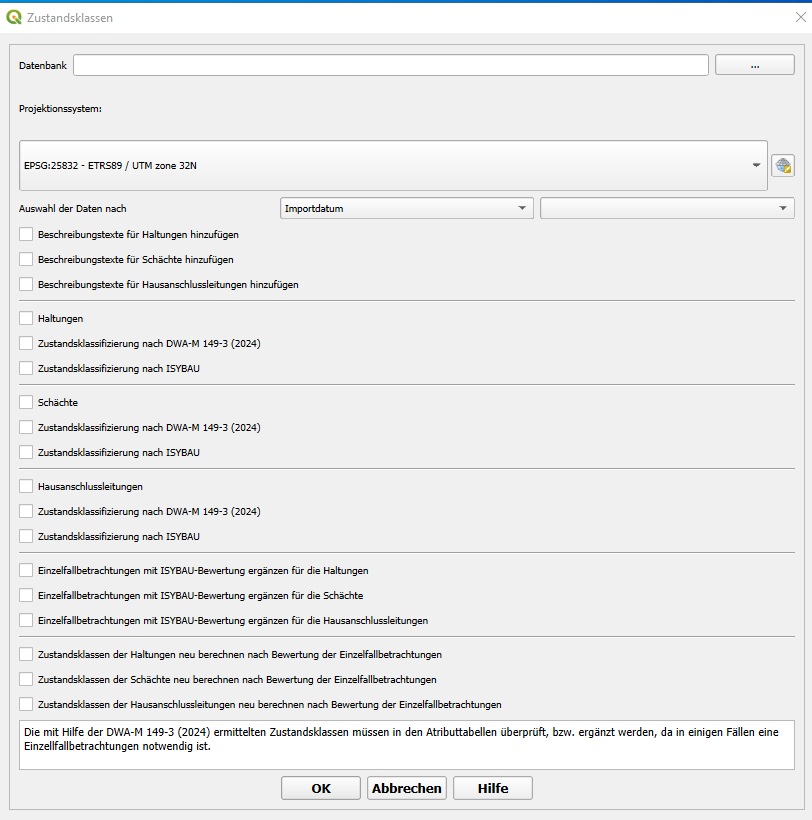 Zustandsklassen
Datenbank
...
Projektionssystem:
EPSG:25832 - ETRS89 / UTM zone 32N
Auswahl der Daten nach
Importdatum
Beschreibungstexte für Haltungen hinzufügen
Beschreibungstexte für Schächte hinzufügen
Beschreibungstexte für Hausanschlussleitungen hinzufügen
Haltungen
Zustandsklassifizierung nach DWA-M 149-3 (2024)
Zustandsklassifizierung nach ISYBAU
Schächte
Zustandsklassifizierung nach DWA-M 149-3 (2024)
Zustandsklassifizierung nach ISYBAU
Hausanschlussleitungen
Zustandsklassifizierung nach DWA-M 149-3 (2024)
Zustandsklassifizierung nach ISYBAU
Einzelfallbetrachtungen mit ISYBAU-Bewertung ergänzen für die Haltungen
Einzelfallbetrachtungen mit ISYBAU-Bewertung ergänzen für die Schächte
Einzelfallbetrachtungen mit ISYBAU-Bewertung ergänzen für die Hausanschlussleitungen
Zustandsklassen der Haltungen neu berechnen nach Bewertung der Einzelfallbetrachtungen
Zustandsklassen der Schächte neu berechnen nach Bewertung der Einzelfallbetrachtungen
Zustandsklassen der Hausanschlussleitungen neu berechnen nach Bewertung der Einzelfallbetrachtungen
Die mit Hilfe der DWA-M 149-3 (2024) ermittelten Zustandsklassen müssen in den Atributtabellen überprüft, bzw. ergänzt werden, da in einigen Fällen eine
Einzellfallbetrachtungen notwendig ist.
OK
Abbrechen
Hilfe